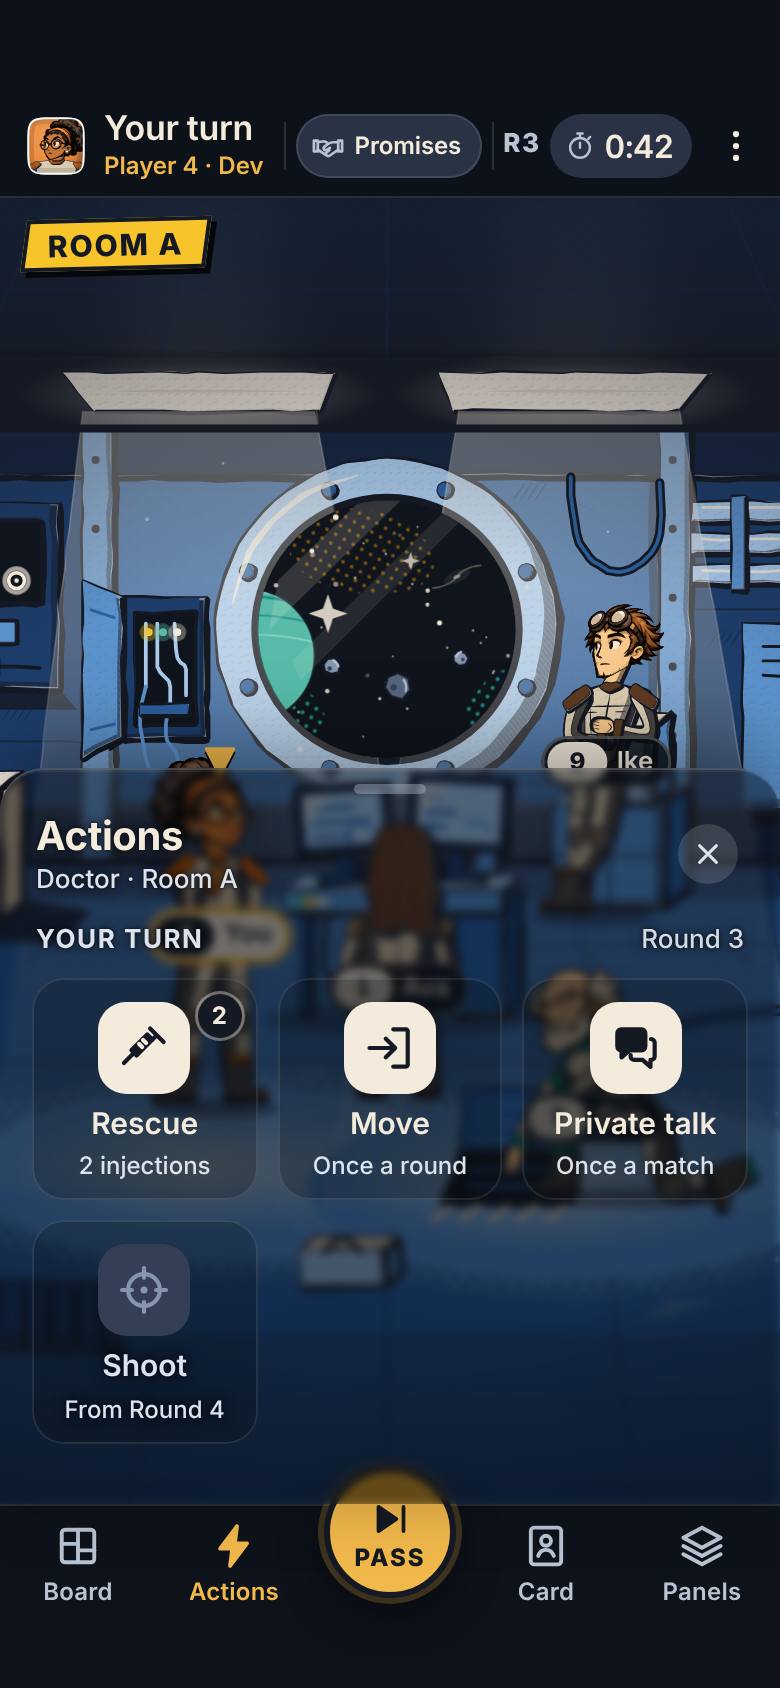 Your turn
Player 4 · Dev
Promises
R3
0:42
ROOM A
9 Ike
Actions
Doctor · Room A
You
YOUR TURN
Round 3
2
Rescue
2 injections
Move
Once a round
Private talk
Once a match
Shoot
From Round 4
PASS
Board
Actions
Card
Panels